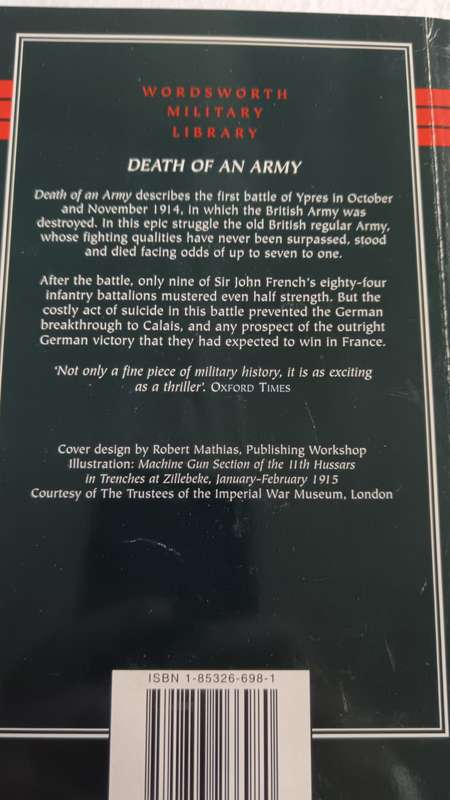 WORDSWORTH
MILITARY
LIBRARY
DEATH OF AN ARMY
Death of an Army describes the first battle of Ypres in October
and November 1914, in which the British Army was
destroyed. In this epic struggle the old British regular Army,
whose fighting qualities have never been surpassed, stood
and died facing odds of up to seven to one.
After the battle, only nine of Sir John French's eighty-four
infantry battalions mustered even half strength. But the
costly act of suicide in this battle prevented the German
breakthrough to Calais, and any prospect of the outright
German victory that they had expected to win in France.
'Not only a fine piece of military history, it is as exciting
as a thriller'. OXFORD TIMES
Cover design by Robert Mathias, Publishing Workshop
Illustration: Machine Gun Section of the 11th Hussars
in Trenches at Zillebeke, January-February 1915
Courtesy of The Trustees of the Imperial War Museum, London
ISBN 1-85326-698-1